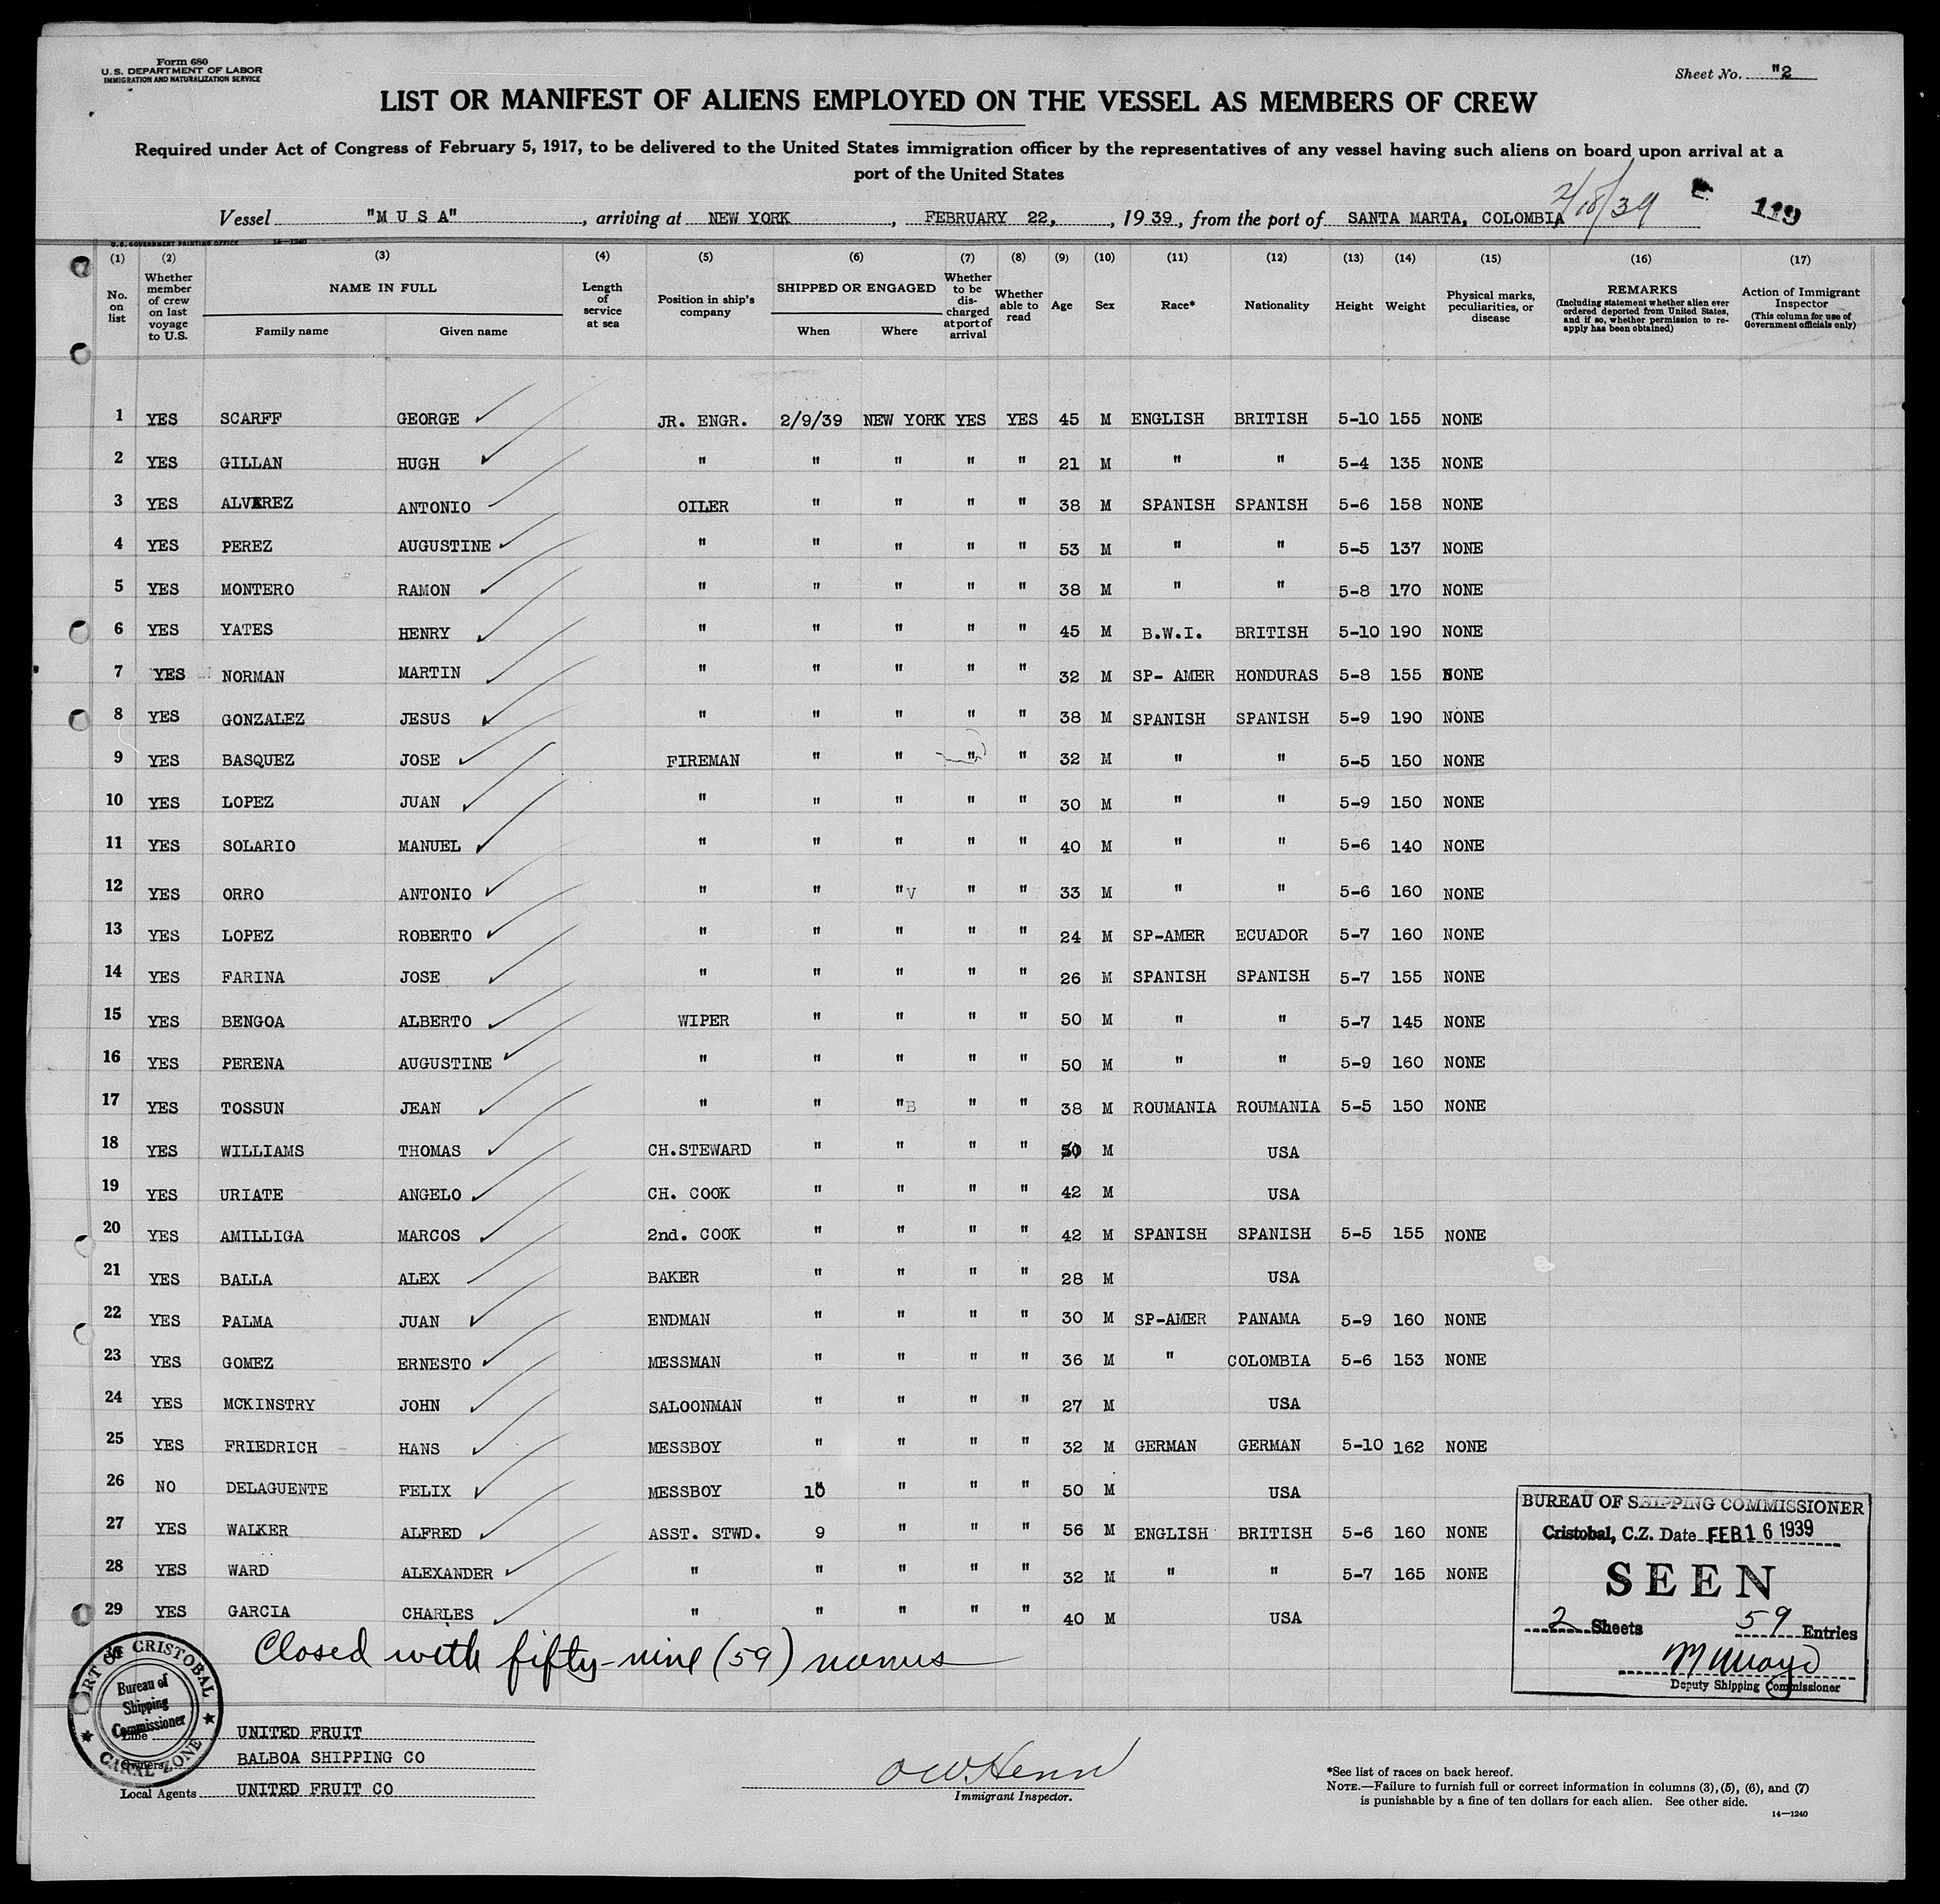 Form 680
U. S. DEPARTMENT OF LABOR
IMMIGRATION AND NATURALIZATION SERVICE
Sheet No. "2
LIST OR MANIFEST OF ALIENS EMPLOYED ON THE VESSEL AS MEMBERS OF CREW
Required under Act of Congress of February 5, 1917, to be delivered to the United States immigration officer by the representatives of any vessel having such aliens on board upon arrival at a
port of the United States
2/18/39
119
Vessel "M U S A", arriving at NEW YORK, FEBRUARY 22, 1939, from the port of SANTA MARTA, COLOMBIA
U. S. GOVERNMENT PRINTING OFFICE 14—1240
(1) (2) (3) (4) (5) (6) (7) (8) (9) (10) (11) (12) (13) (14) (15) (16) (17)
No. on list
Whether member of crew on last voyage to U.S.
NAME IN FULL
Family name
Given name
Length of service at sea
Position in ship's company
SHIPPED OR ENGAGED
When
Where
Whether to be discharged at port of arrival
Whether able to read
Age
Sex
Race*
Nationality
Height
Weight
Physical marks, peculiarities, or disease
REMARKS
(Including statement whether alien ever ordered deported from United States, and if so, whether permission to reapply has been obtained)
Action of Immigrant Inspector
(This column for use of Government officials only)
1 YES SCARFF GEORGE JR. ENGR. 2/9/39 NEW YORK YES YES 45 M ENGLISH BRITISH 5-10 155 NONE
2 YES GILLAN HUGH " " " " " 21 M " " 5-4 135 NONE
3 YES ALVAREZ ANTONIO OILER " " " " 38 M SPANISH SPANISH 5-6 158 NONE
4 YES PEREZ AUGUSTINE " " " " " 53 M " " 5-5 137 NONE
5 YES MONTERO RAMON " " " " " 38 M " " 5-8 170 NONE
6 YES YATES HENRY " " " " " 45 M B.W.I. BRITISH 5-10 190 NONE
7 YES NORMAN MARTIN " " " " " 32 M SP- AMER HONDURAS 5-8 155 NONE
8 YES GONZALEZ JESUS " " " " " 38 M SPANISH SPANISH 5-9 190 NONE
9 YES BASQUEZ JOSE FIREMAN " " " " 32 M " " 5-5 150 NONE
10 YES LOPEZ JUAN " " " " " 30 M " " 5-9 150 NONE
11 YES SOLARIO MANUEL " " " " " 40 M " " 5-6 140 NONE
12 YES ORRO ANTONIO " " "V " " 33 M " " 5-6 160 NONE
13 YES LOPEZ ROBERTO " " " " " 24 M SP-AMER ECUADOR 5-7 160 NONE
14 YES FARINA JOSE " " " " " 26 M SPANISH SPANISH 5-7 155 NONE
15 YES BENGOA ALBERTO WIPER " " " " 50 M " " 5-7 145 NONE
16 YES PERENA AUGUSTINE " " " " " 50 M " " 5-9 160 NONE
17 YES TOSSUN JEAN " " "B " " 38 M ROUMANIA ROUMANIA 5-5 150 NONE
18 YES WILLIAMS THOMAS CH.STEWARD " " " " 50 M USA
19 YES URIATE ANGELO CH. COOK " " " " 42 M USA
20 YES AMILLIGA MARCOS 2nd. COOK " " " " 42 M SPANISH SPANISH 5-5 155 NONE
21 YES BALLA ALEX BAKER " " " " 28 M USA
22 YES PALMA JUAN ENDMAN " " " " 30 M SP-AMER PANAMA 5-9 160 NONE
23 YES GOMEZ ERNESTO MESSMAN " " " " 36 M " COLOMBIA 5-6 153 NONE
24 YES MCKINSTRY JOHN SALOONMAN " " " " 27 M USA
25 YES FRIEDRICH HANS MESSBOY " " " " 32 M GERMAN GERMAN 5-10 162 NONE
26 NO DELAGUENTE FELIX MESSBOY 10 " " " 50 M USA
27 YES WALKER ALFRED ASST. STWD. 9 " " " 56 M ENGLISH BRITISH 5-6 160 NONE
28 YES WARD ALEXANDER " " " " " 32 M " " 5-7 165 NONE
29 YES GARCIA CHARLES " " " " " 40 M USA
Closed with fifty-nine (59) names
BUREAU OF SHIPPING COMMISSIONER
Cristobal, C.Z. Date FEB 16 1939
SEEN
2 Sheets 59 Entries
Deputy Shipping Commissioner
PORT OF CRISTOBAL
Bureau of
Shipping
Commissioner
CANAL ZONE
Line UNITED FRUIT
Owners BALBOA SHIPPING CO
Local Agents UNITED FRUIT CO
Immigrant Inspector.
*See list of races on back hereof.
NOTE.—Failure to furnish full or correct information in columns (3), (5), (6), and (7)
is punishable by a fine of ten dollars for each alien. See other side.
14—1240